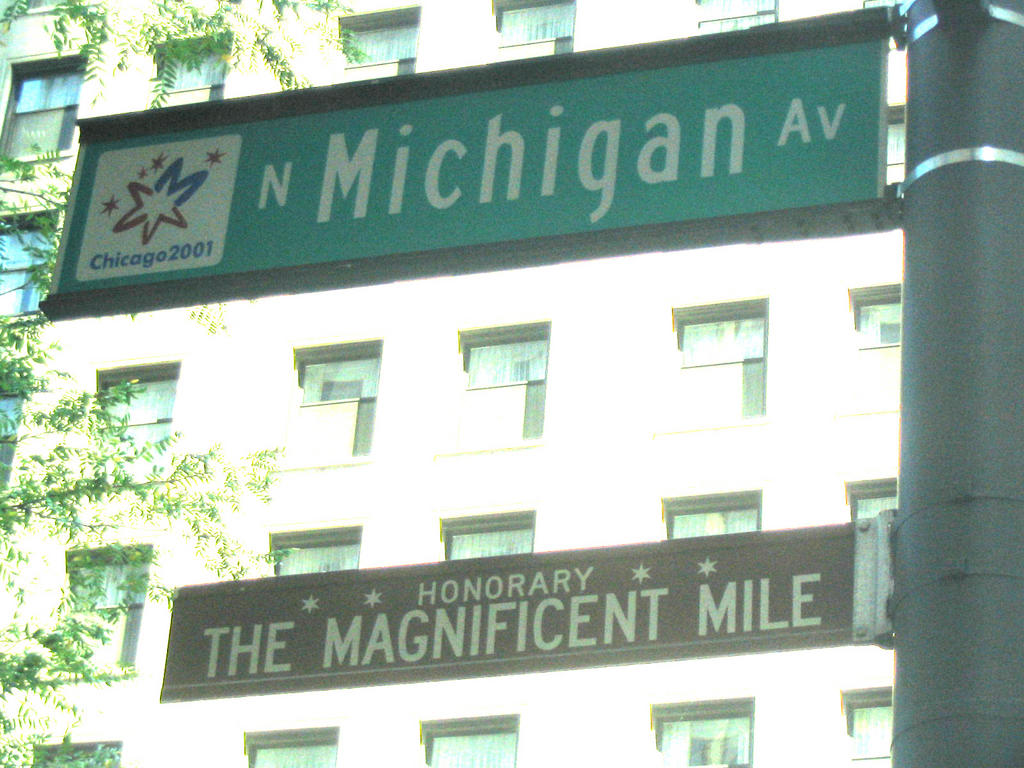 N Michigan Av
Chicago2001
HONORARY
THE MAGNIFICENT MILE